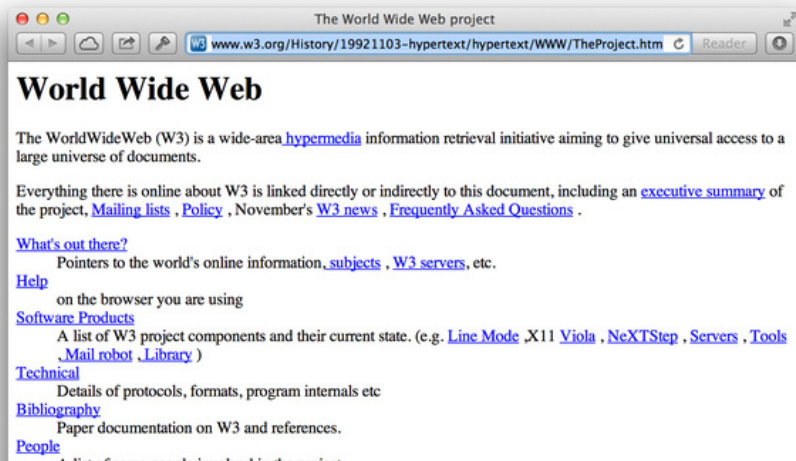 The World Wide Web project
W3 www.w3.org/History/19921103-hypertext/hypertext/WWW/TheProject.htm Reader
World Wide Web
The WorldWideWeb (W3) is a wide-area hypermedia information retrieval initiative aiming to give universal access to a
large universe of documents.
Everything there is online about W3 is linked directly or indirectly to this document, including an executive summary of
the project, Mailing lists , Policy , November's W3 news , Frequently Asked Questions .
What's out there?
Pointers to the world's online information, subjects , W3 servers, etc.
Help
on the browser you are using
Software Products
A list of W3 project components and their current state. (e.g. Line Mode ,X11 Viola , NeXTStep , Servers , Tools
, Mail robot , Library )
Technical
Details of protocols, formats, program internals etc
Bibliography
Paper documentation on W3 and references.
People